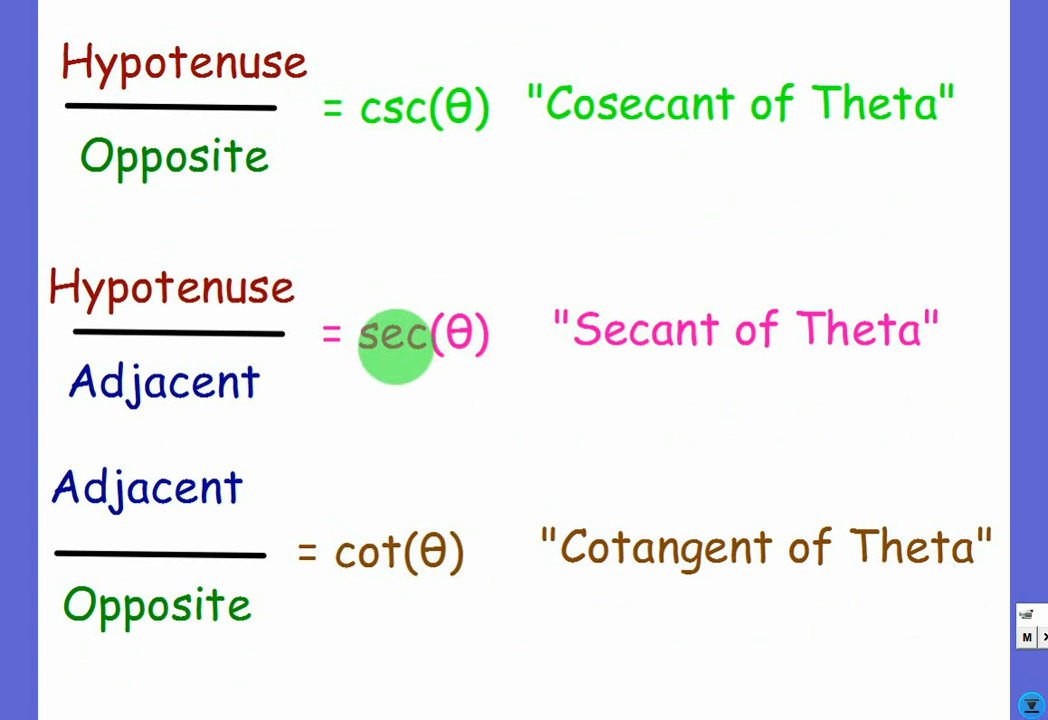 Hypotenuse
Opposite
= csc(θ) "Cosecant of Theta"
Hypotenuse
Adjacent
= sec(θ) "Secant of Theta"
Adjacent
Opposite
= cot(θ) "Cotangent of Theta"
M